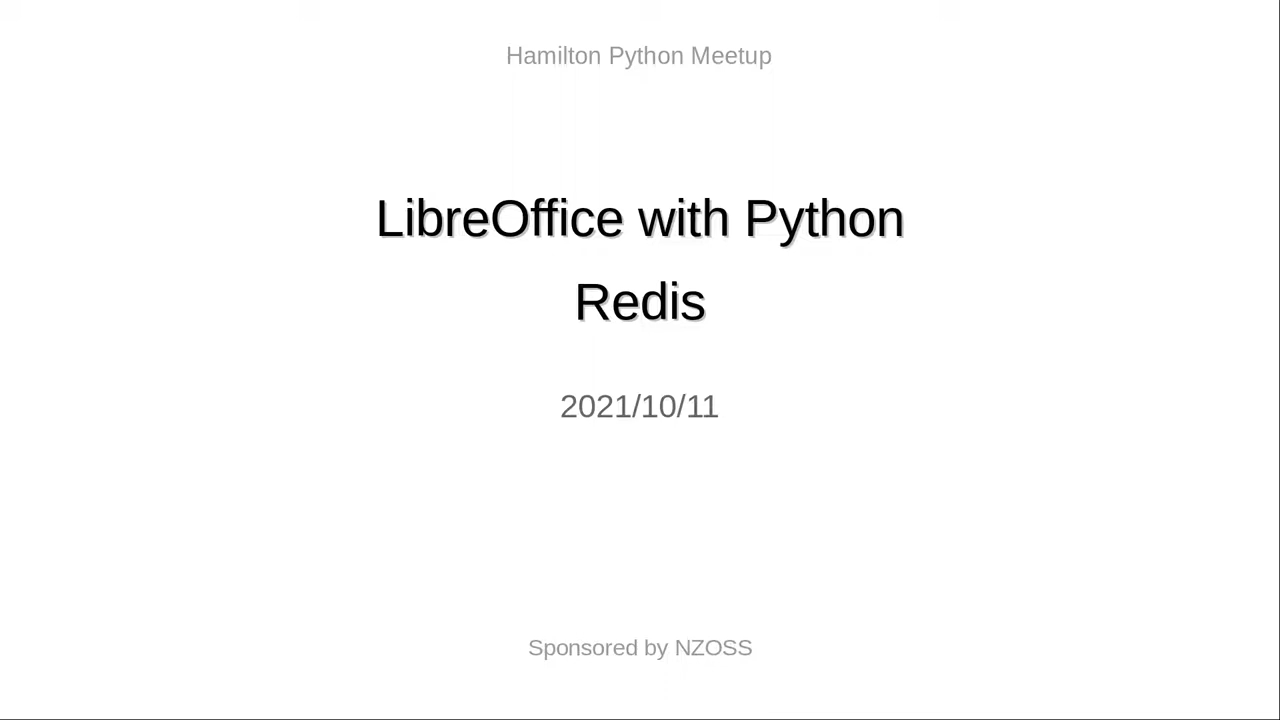 Hamilton Python Meetup
LibreOffice with Python
Redis
2021/10/11
Sponsored by NZOSS